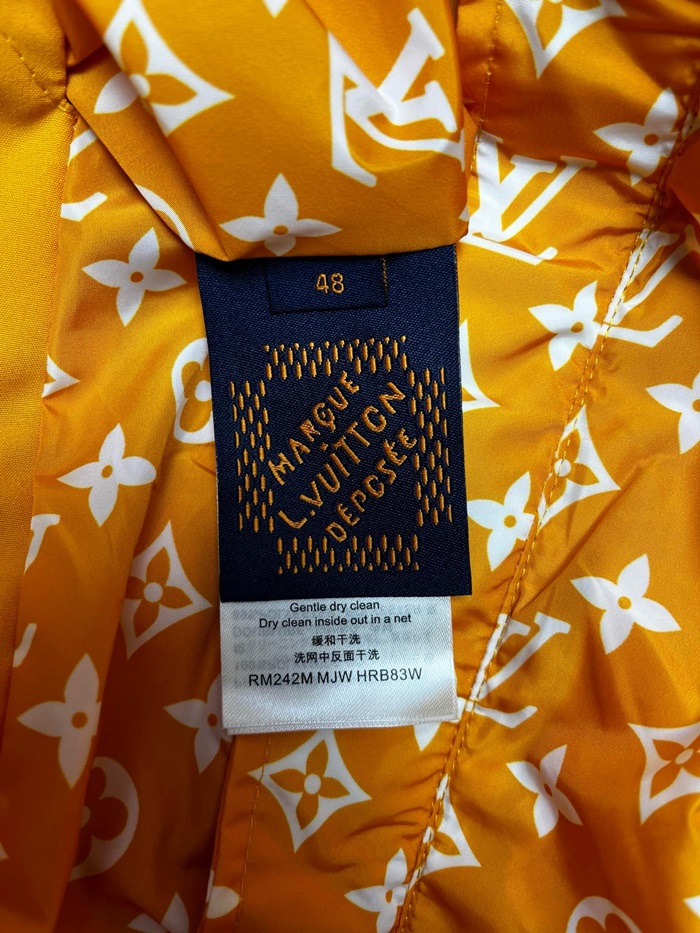 48
MARQUE
L.VUITTON
DEPOSÉE
Gentle dry clean
Dry clean inside out in a net
缓和干洗
洗网中反面干洗
RM242M MJW HRB83W